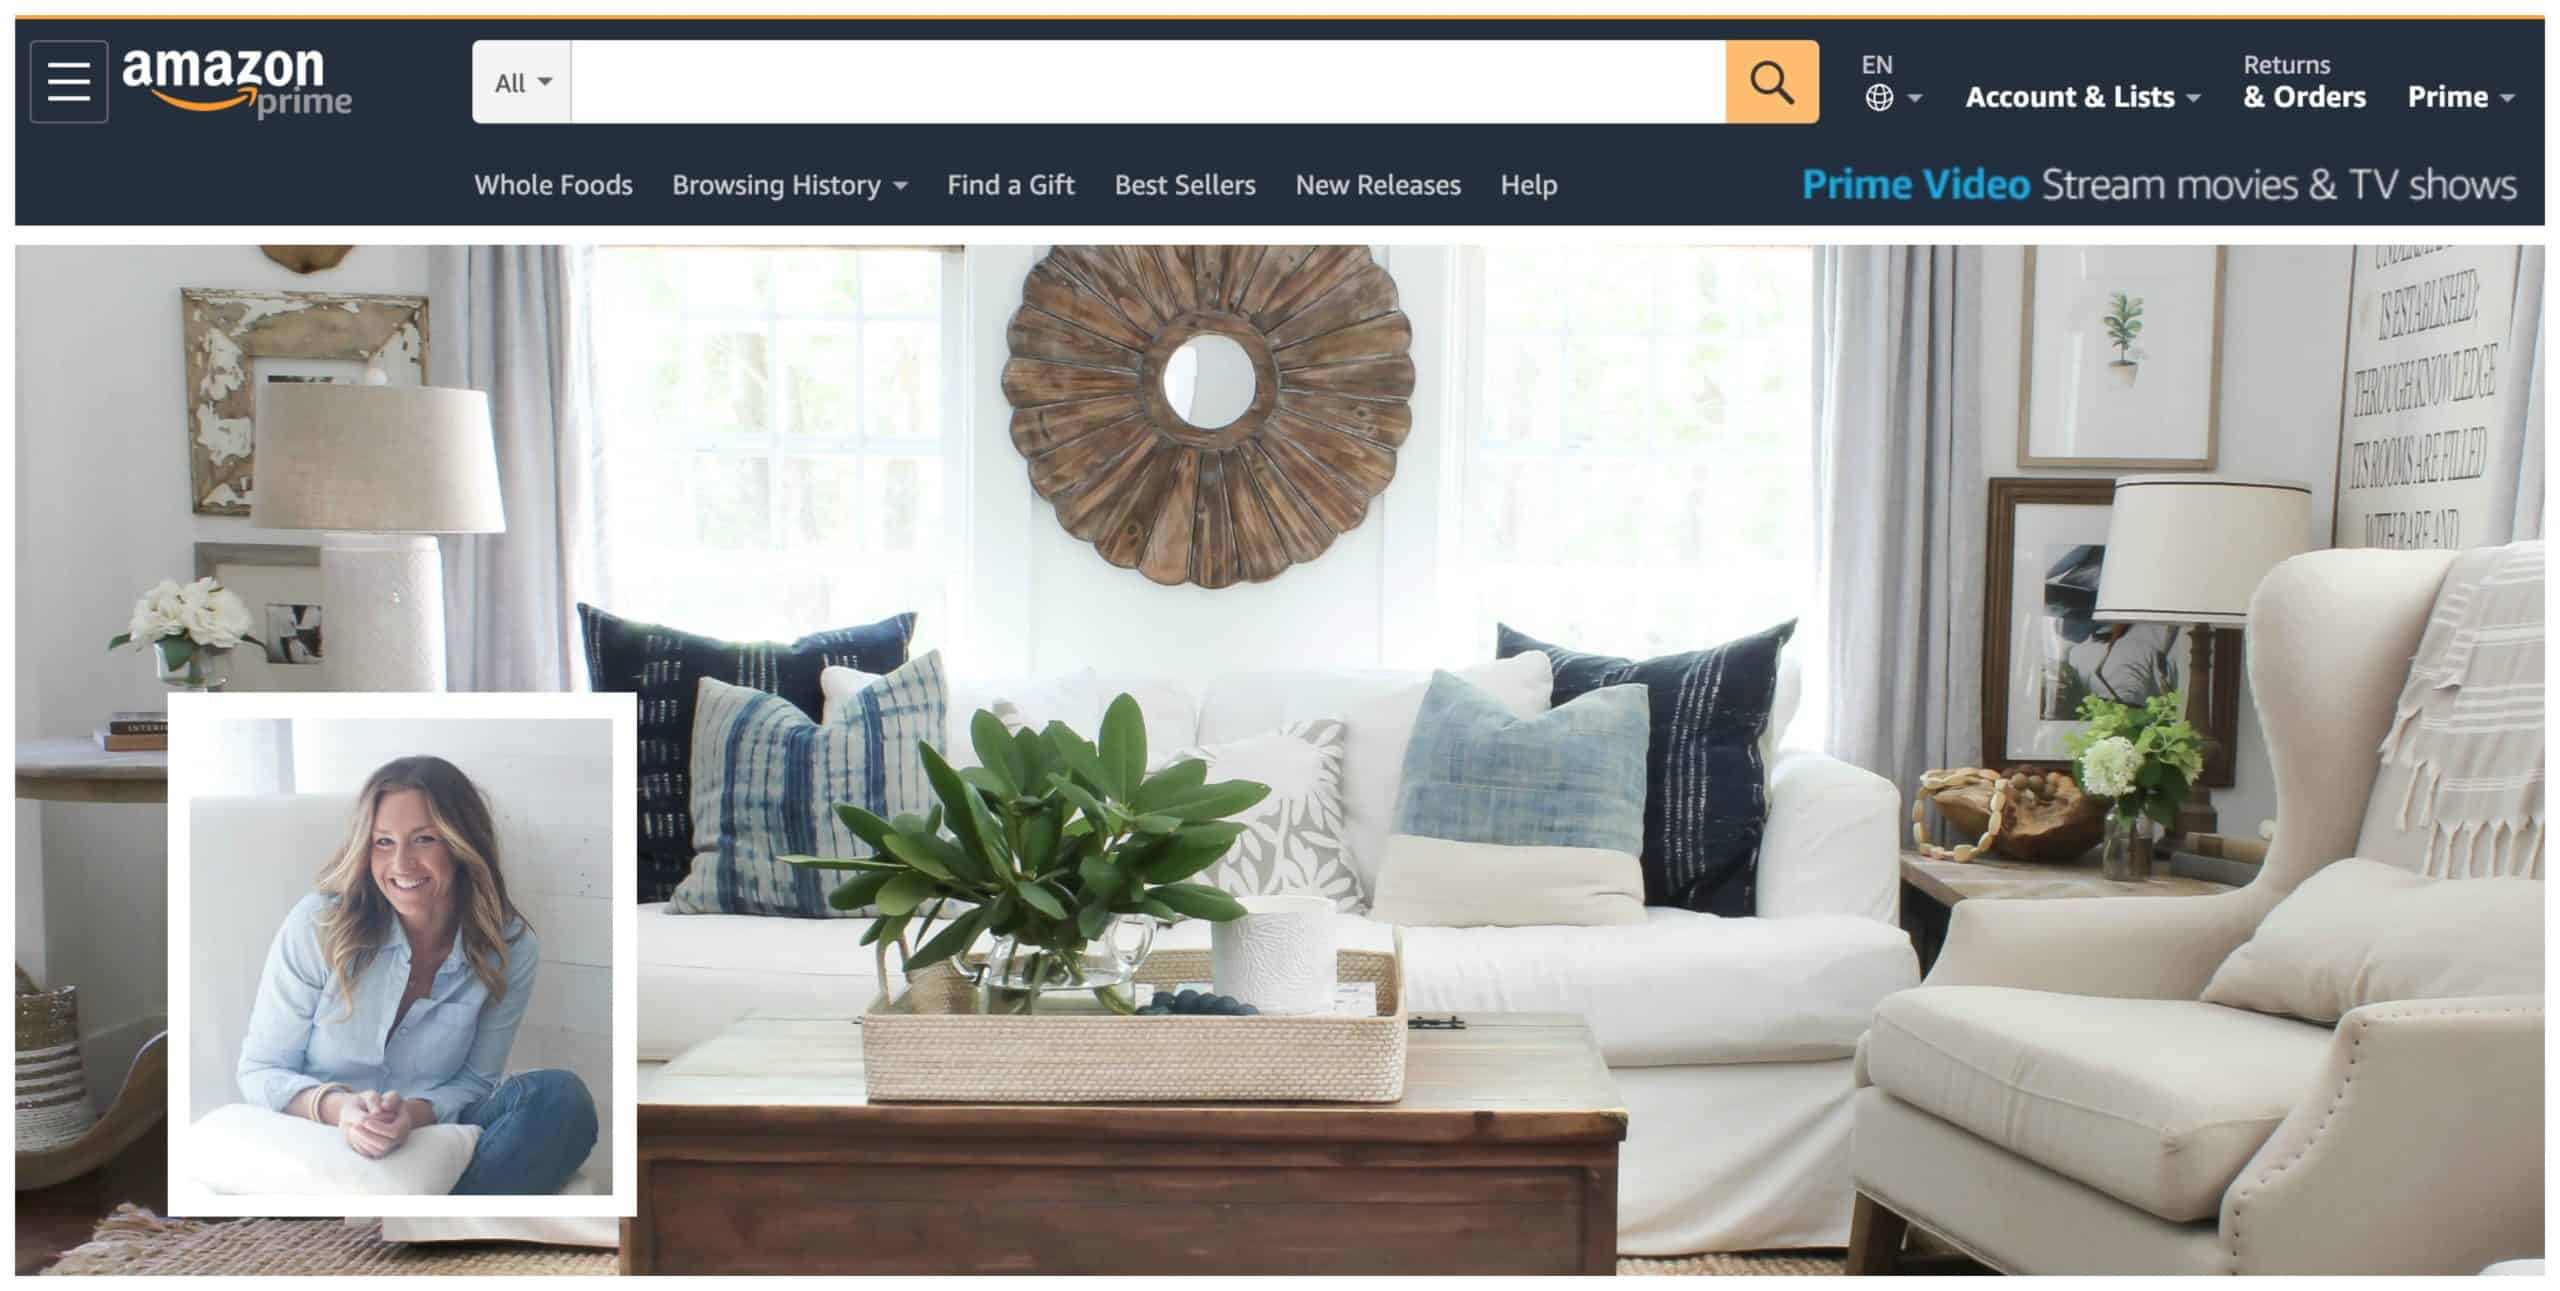 amazon
prime
All
EN
Account & Lists
Returns
& Orders
Prime
Whole Foods
Browsing History
Find a Gift
Best Sellers
New Releases
Help
Prime Video Stream movies & TV shows
IS ESTABLISHED;
THROUGH KNOWLEDGE
ITS ROOMS ARE FILLED
WITH RARE AND